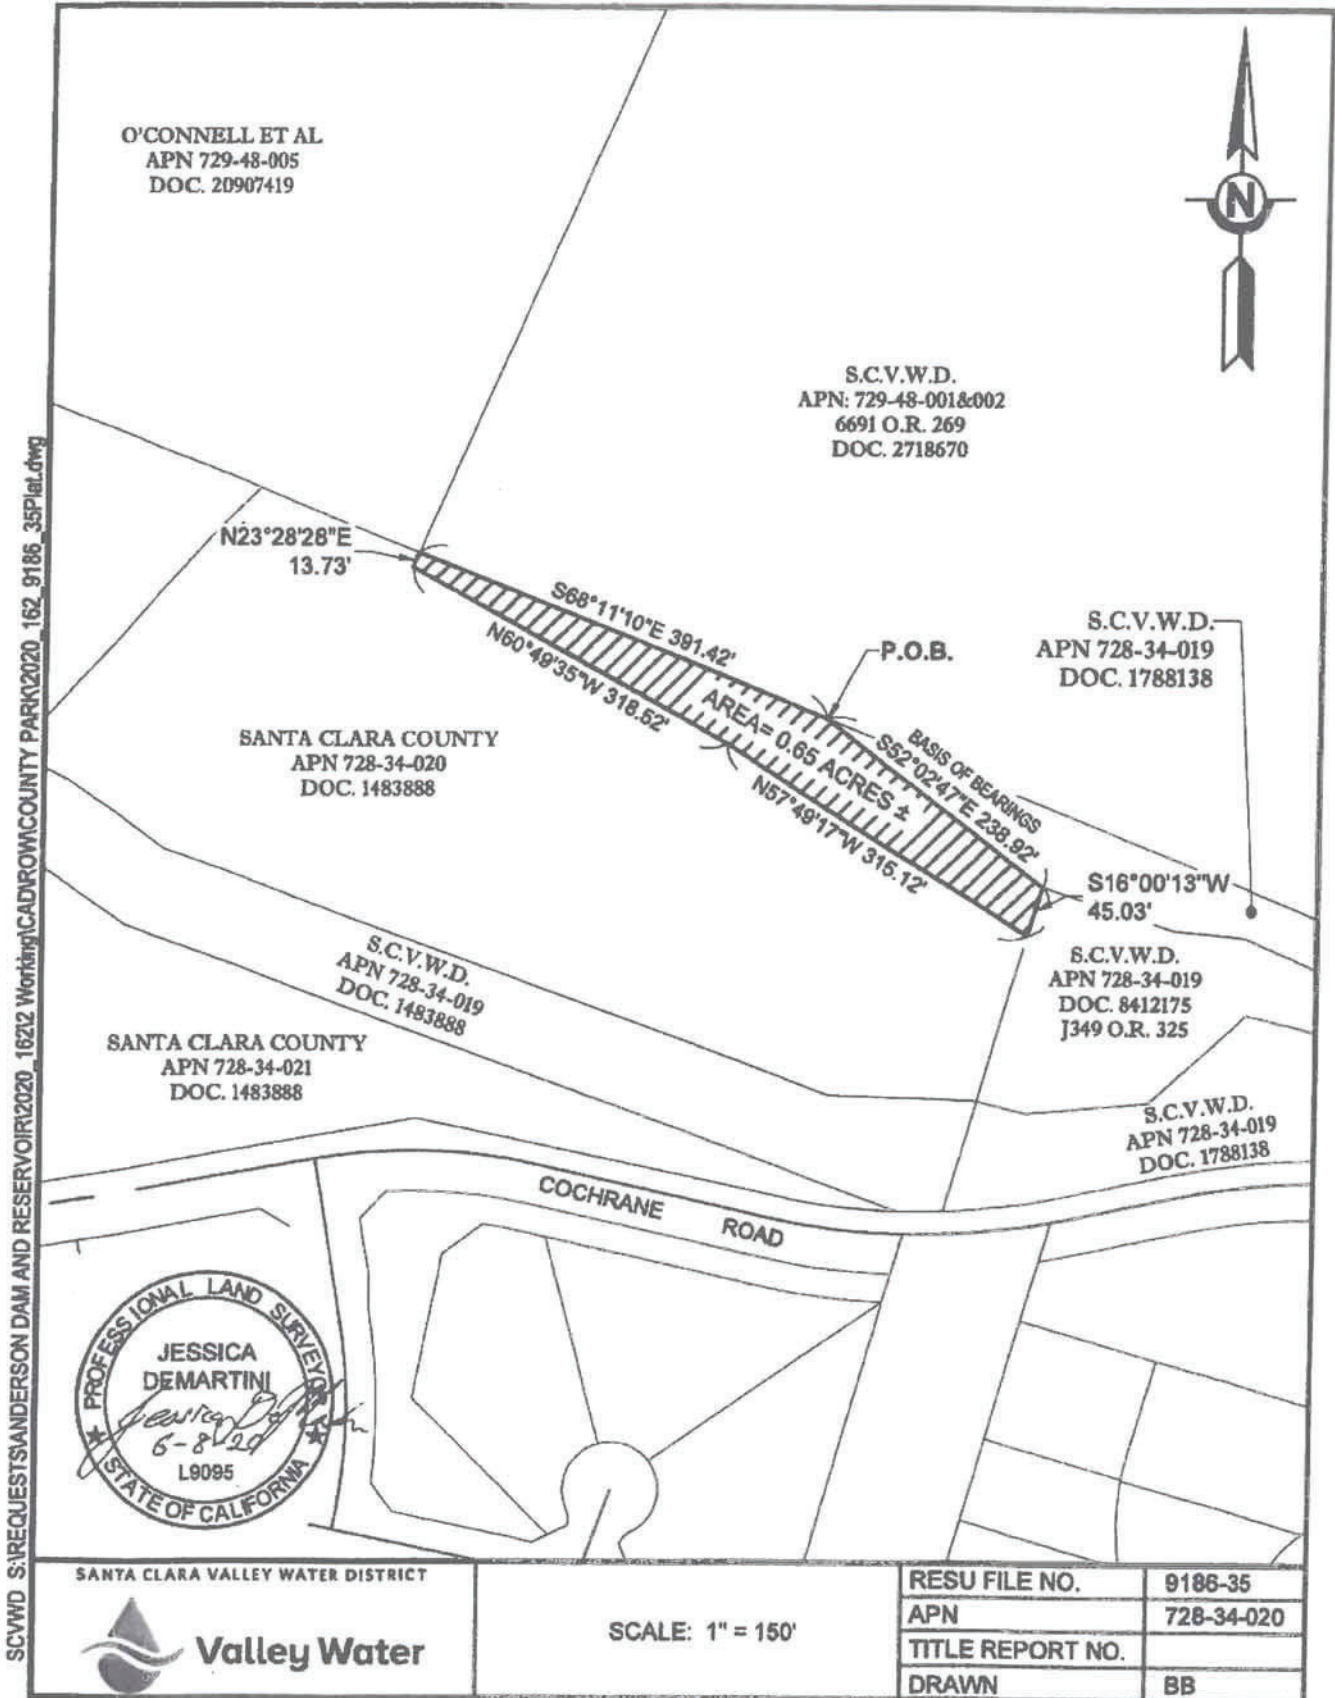 O'CONNELL ET AL
APN 729-48-005
DOC. 20907419
N
S.C.V.W.D.
APN: 729-48-001&002
6691 O.R. 269
DOC. 2718670
N23°28'28"E
13.73'
S68°11'10"E 391.42'
N60°49'35"W 318.52'
P.O.B.
S.C.V.W.D.
APN 728-34-019
DOC. 1788138
AREA= 0.65 ACRES ±
BASIS OF BEARINGS
S52°02'47"E 238.92'
N57°49'17"W 315.12'
SANTA CLARA COUNTY
APN 728-34-020
DOC. 1483888
S16°00'13"W
45.03'
S.C.V.W.D.
APN 728-34-019
DOC. 8412175
J349 O.R. 325
S.C.V.W.D.
APN 728-34-019
DOC. 1483888
SANTA CLARA COUNTY
APN 728-34-021
DOC. 1483888
S.C.V.W.D.
APN 728-34-019
DOC. 1788138
COCHRANE ROAD
PROFESSIONAL LAND SURVEYOR
JESSICA
DEMARTINI
6-8-20
L9095
STATE OF CALIFORNIA
SCVWD S:\REQUESTS\ANDERSON DAM AND RESERVOIR\2020_162\2 Working\CAD\ROW\COUNTY PARK\2020_162_9186_35Plat.dwg
SANTA CLARA VALLEY WATER DISTRICT
Valley Water
SCALE: 1" = 150'
RESU FILE NO. 9186-35
APN 728-34-020
TITLE REPORT NO.
DRAWN BB